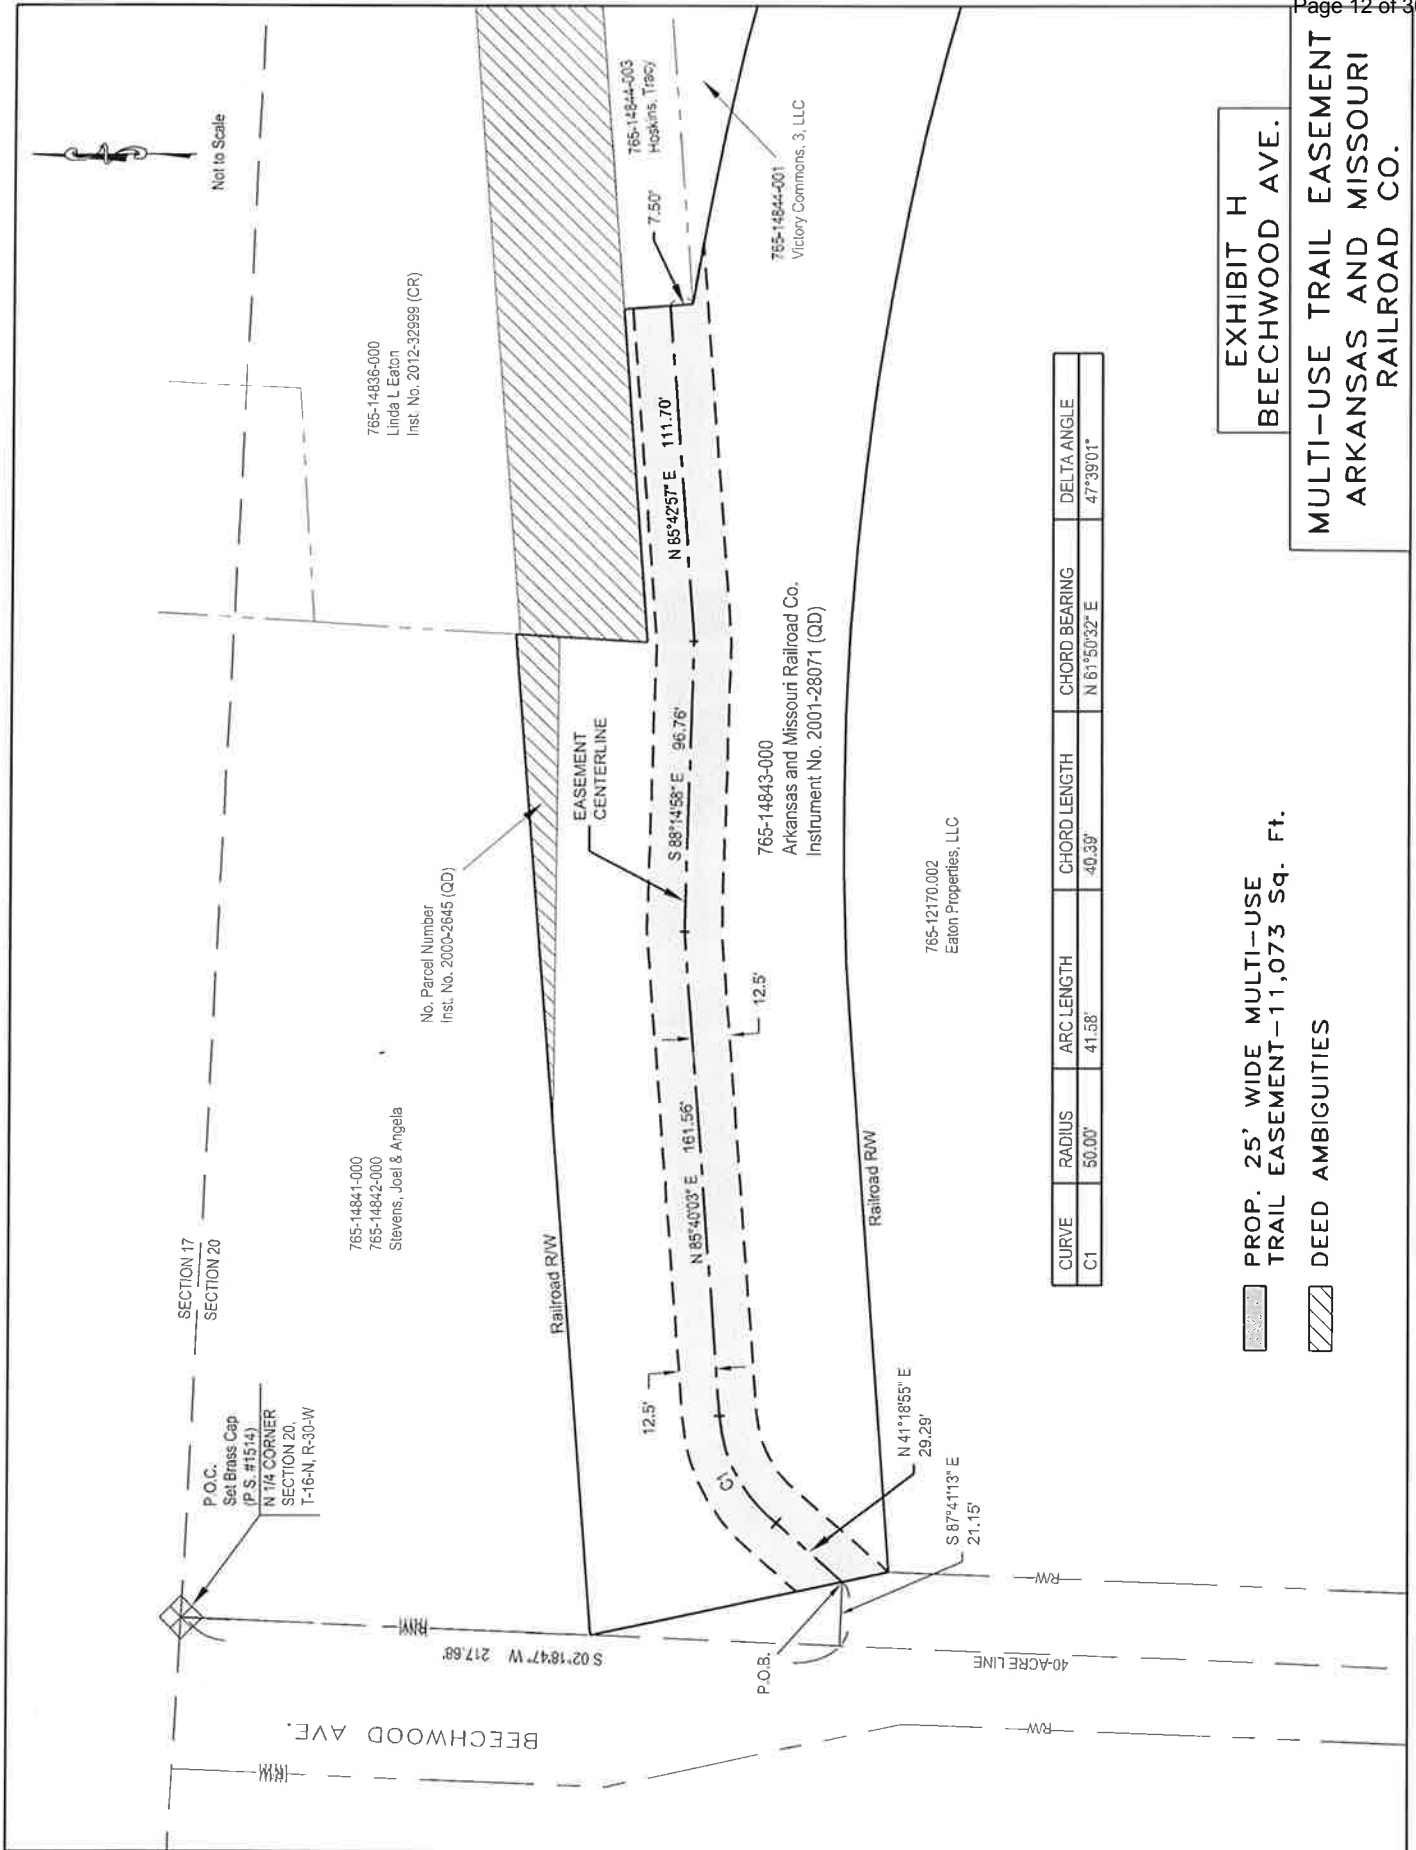 Page 12 of 3
Not to Scale
SECTION 17
SECTION 20
P.O.C.
Set Brass Cap
(P.S. #1514)
N 1/4 CORNER
SECTION 20,
T-16-N, R-30-W
765-14841-000
765-14842-000
Stevens, Joel & Angela
No. Parcel Number
Inst. No. 2000-2645 (QD)
765-14836-000
Linda L Eaton
Inst. No. 2012-32999 (CR)
765-14844-003
Hoskins, Tracy
7.50'
765-14844-001
Victory Commons, 3, LLC
Railroad R/W
EASEMENT
CENTERLINE
12.5'
C1
N 85°40'03" E 161.56'
S 88°14'58" E 96.76'
N 85°42'57" E 111.70'
12.5'
765-14843-000
Arkansas and Missouri Railroad Co.
Instrument No. 2001-28071 (QD)
N 41°18'55" E
29.29'
S 87°41'13" E
21.15'
P.O.B.
Railroad R/W
765-12170.002
Eaton Properties, LLC
S 02°18'47" W 217.68'
R/W
R/W
BEECHWOOD AVE.
40-ACRE LINE
R/W
R/W
CURVE RADIUS ARC LENGTH CHORD LENGTH CHORD BEARING DELTA ANGLE
C1 50.00' 41.58' 40.39' N 61°50'32" E 47°39'01"
PROP. 25' WIDE MULTI-USE
TRAIL EASEMENT-11,073 Sq. Ft.
DEED AMBIGUITIES
EXHIBIT H
BEECHWOOD AVE.
MULTI-USE TRAIL EASEMENT
ARKANSAS AND MISSOURI
RAILROAD CO.